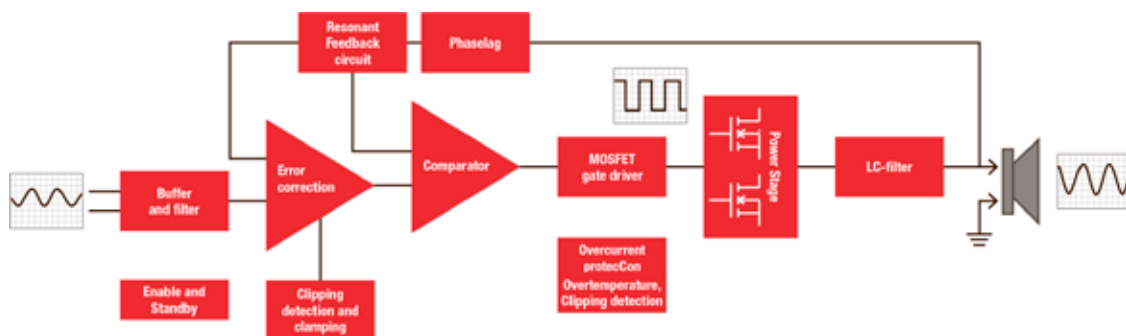 Resonant
Feedback
circuit
Phaselag
Error
correction
Comparator
MOSFET
gate driver
Power Stage
LC-filter
Buffer
and filter
Enable and
Standby
Clipping
detection and
clamping
Overcurrent
protecCon
Overtemperature,
Clipping detection